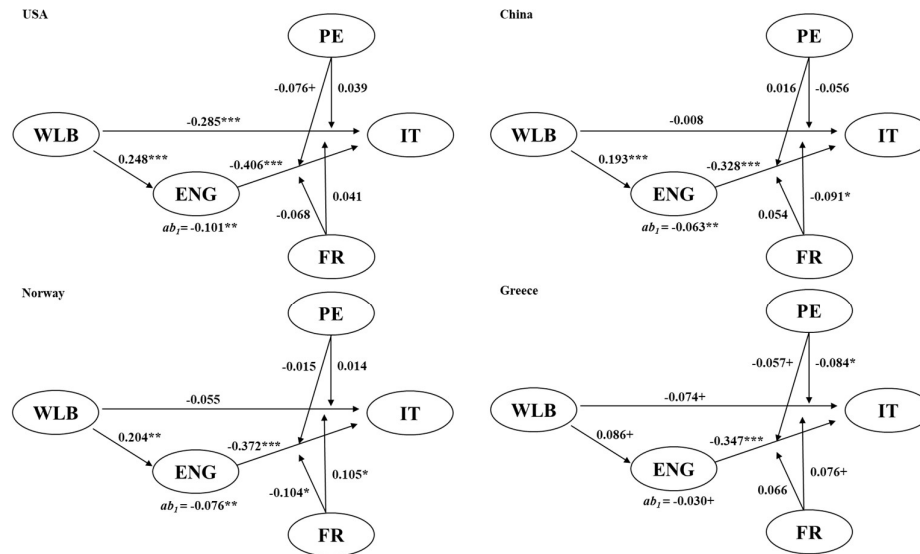 USA
PE
-0.076+ 0.039
WLB
-0.285***
IT
0.248***
-0.406***
ENG
0.041
-0.068
ab₁= -0.101**
FR
China
PE
0.016 -0.056
WLB
-0.008
IT
0.193***
-0.328***
ENG
-0.091*
0.054
ab₁= -0.063**
FR
Norway
PE
-0.015 0.014
WLB
-0.055
IT
0.204**
-0.372***
ENG
0.105*
-0.104*
ab₁= -0.076**
FR
Greece
PE
-0.057+ -0.084*
WLB
-0.074+
IT
0.086+
-0.347***
ENG
0.076+
0.066
ab₁= -0.030+
FR